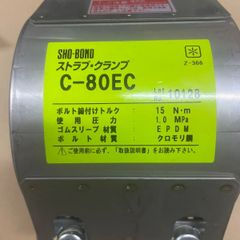 SHO-BOND
ストラブ・クランプ
C-80EC
Z-366
10128
ボルト締付けトルク : 15 N・m
使用圧力 : 1.0 MPa
ゴムスリーブ材質 : EPDM
ボルト材質 : クロモリ鋼
ご使用になる前に、「取扱説明書」をお読み下さい。